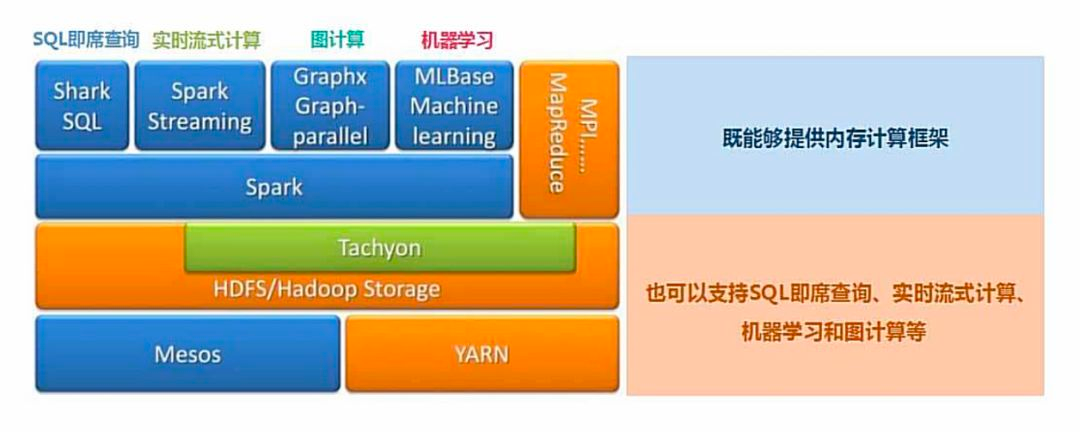 SQL即席查询 实时流式计算 图计算 机器学习
Shark
SQL
Spark
Streaming
Graphx
Graph-
parallel
MLBase
Machine
learning
MPI……
MapReduce
Spark
Tachyon
HDFS/Hadoop Storage
Mesos
YARN
既能够提供内存计算框架
也可以支持SQL即席查询、实时流式计算、
机器学习和图计算等